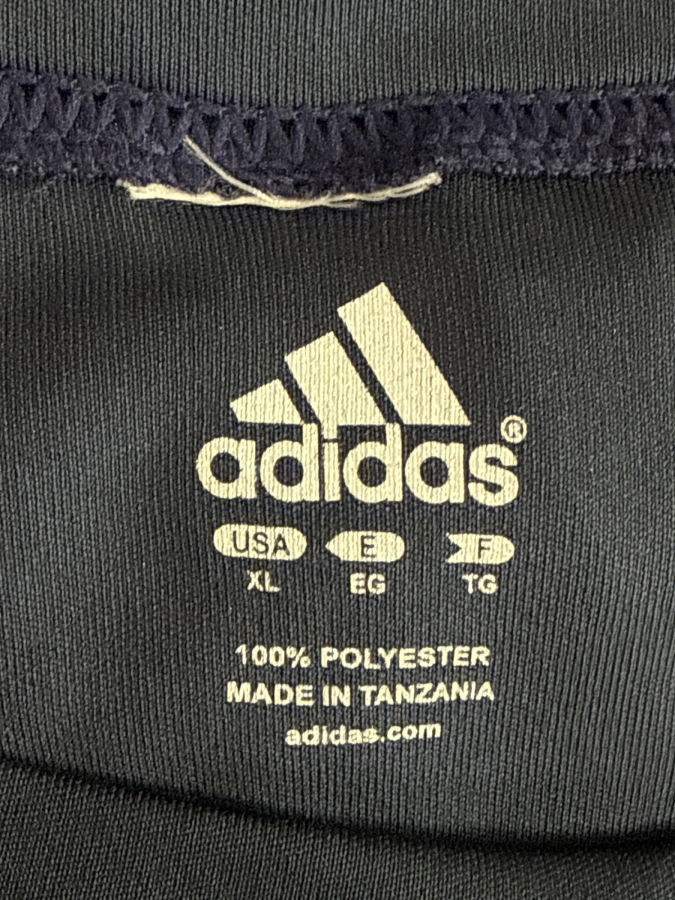 adidas®
USA E F
XL EG TG
100% POLYESTER
MADE IN TANZANIA
adidas.com